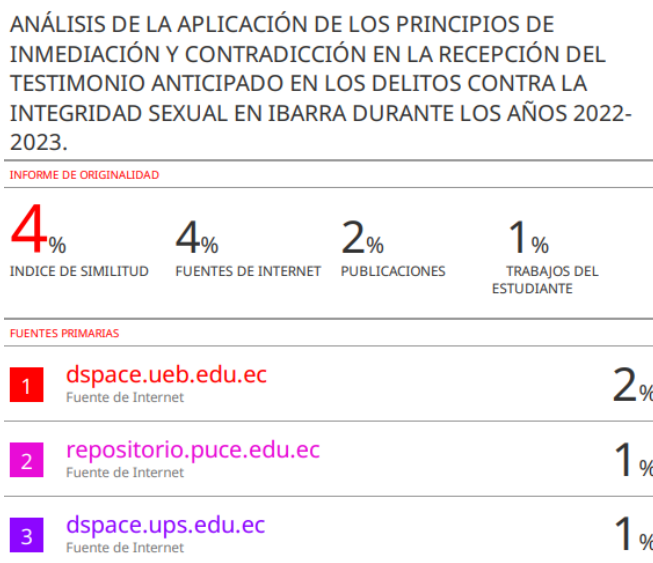 ANÁLISIS DE LA APLICACIÓN DE LOS PRINCIPIOS DE
INMEDIACIÓN Y CONTRADICCIÓN EN LA RECEPCIÓN DEL
TESTIMONIO ANTICIPADO EN LOS DELITOS CONTRA LA
INTEGRIDAD SEXUAL EN IBARRA DURANTE LOS AÑOS 2022-
2023.
INFORME DE ORIGINALIDAD
4% 4% 2% 1%
INDICE DE SIMILITUD FUENTES DE INTERNET PUBLICACIONES TRABAJOS DEL
ESTUDIANTE
FUENTES PRIMARIAS
1 dspace.ueb.edu.ec 2%
Fuente de Internet
2 repositorio.puce.edu.ec 1%
Fuente de Internet
3 dspace.ups.edu.ec 1%
Fuente de Internet